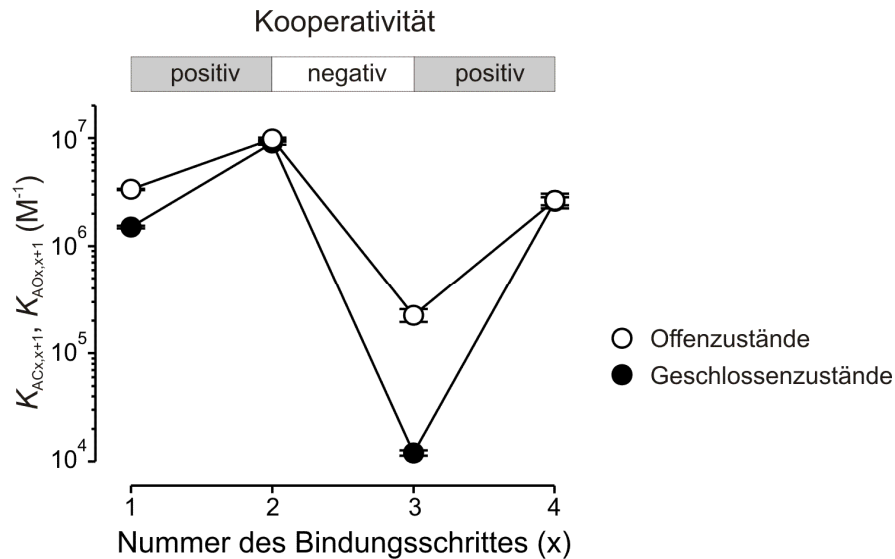 Kooperativität
positiv negativ positiv
10^7
10^6
10^5
10^4
K_ACx,x+1, K_AOx,x+1 (M^-1)
Offenzustände
Geschlossenzustände
1 2 3 4
Nummer des Bindungsschrittes (x)